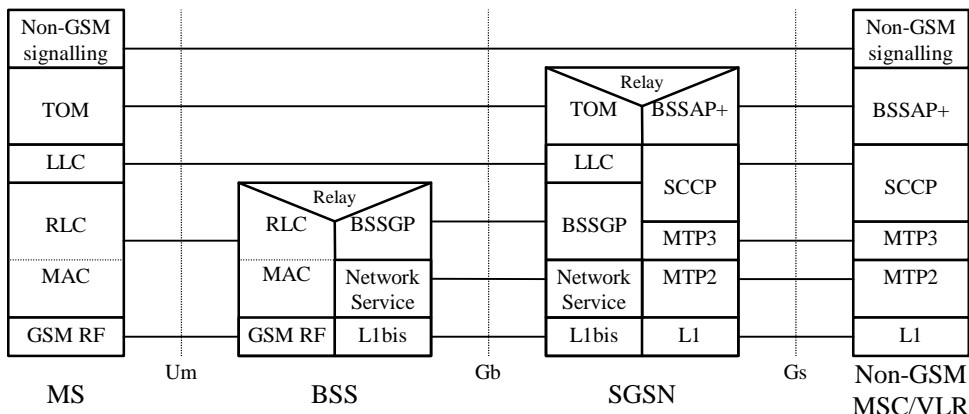 Non-GSM
signalling
Non-GSM
signalling
Relay
TOM
TOM
BSSAP+
BSSAP+
LLC
LLC
SCCP
SCCP
Relay
RLC
RLC
BSSGP
BSSGP
MTP3
MTP3
MAC
MAC
Network
Service
Network
Service
MTP2
MTP2
GSM RF
GSM RF
L1bis
L1bis
L1
L1
Um
Gb
Gs
MS
BSS
SGSN
Non-GSM
MSC/VLR